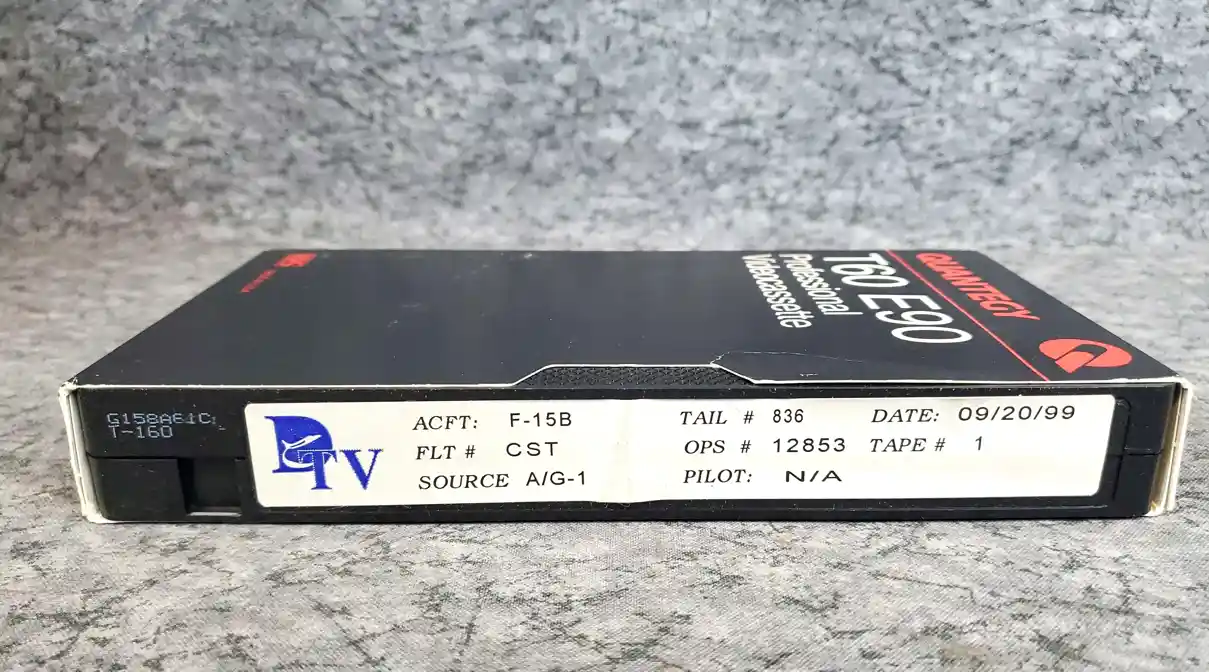 VHS
QUANTEGY
T60 E90
Professional
Videocassette
G158A61C
T-160
DTV
ACFT: F-15B TAIL # 836 DATE: 09/20/99
FLT # CST OPS # 12853 TAPE # 1
SOURCE A/G-1 PILOT: N/A